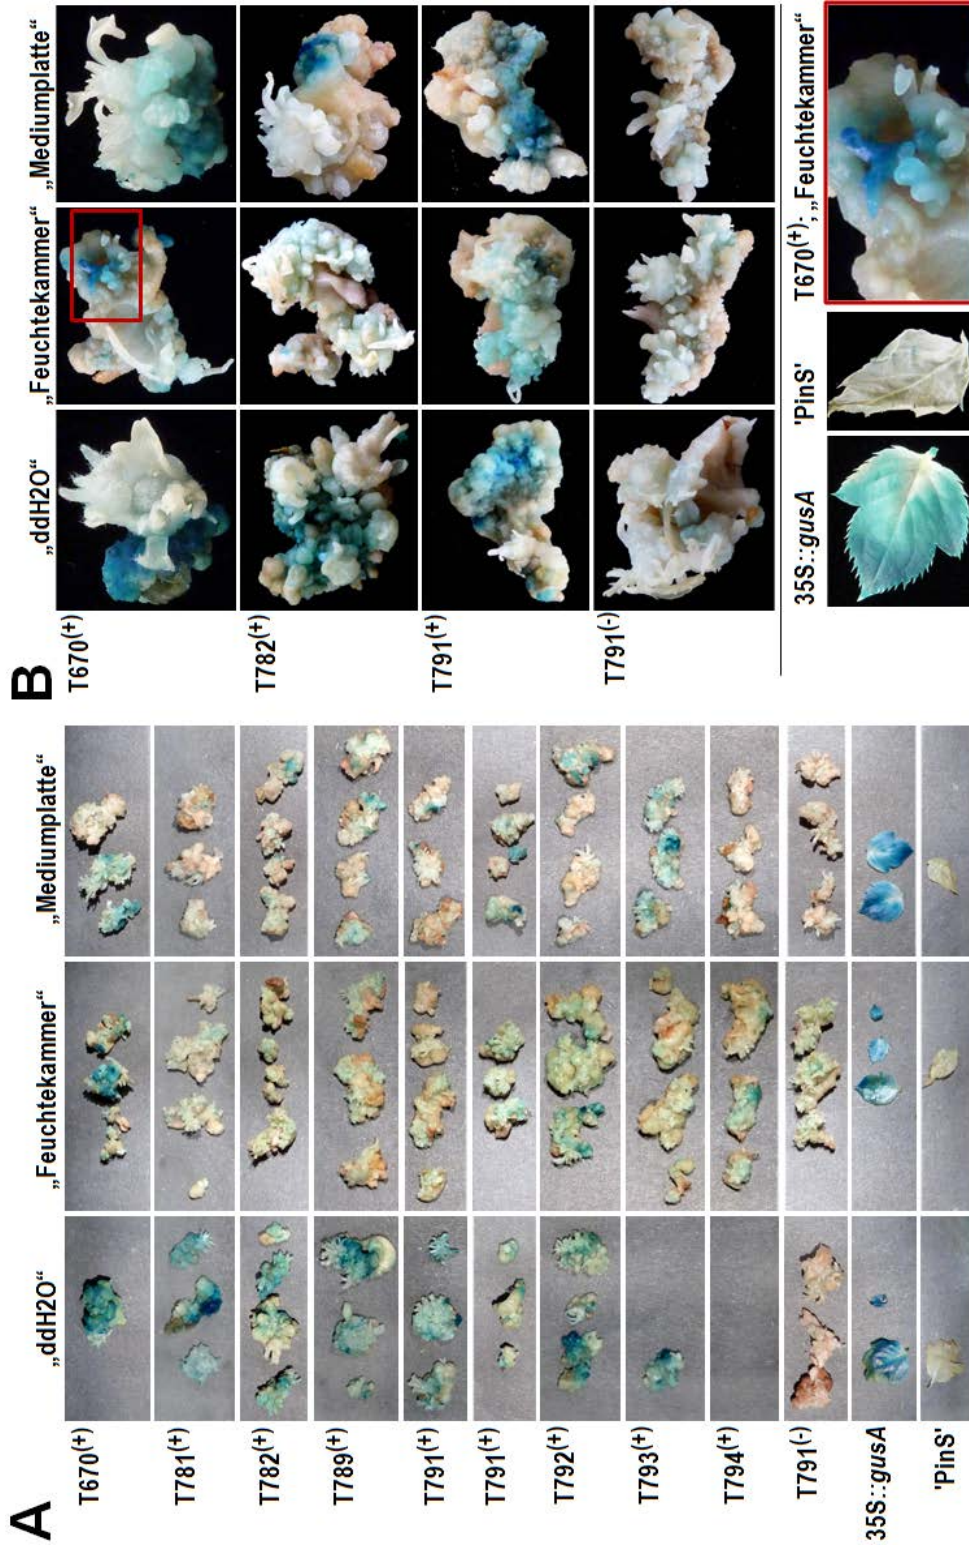 A
„ddH2O“ „Feuchtekammer“ „Mediumplatte“
T670(+)
T781(+)
T782(+)
T789(+)
T791(+)
T791(+)
T792(+)
T793(+)
T794(+)
T791(-)
35S::gusA
'PinS'
B
„ddH2O“ „Feuchtekammer“ „Mediumplatte“
T670(+)
T782(+)
T791(+)
T791(-)
35S::gusA 'PinS' T670(+); „Feuchtekammer“